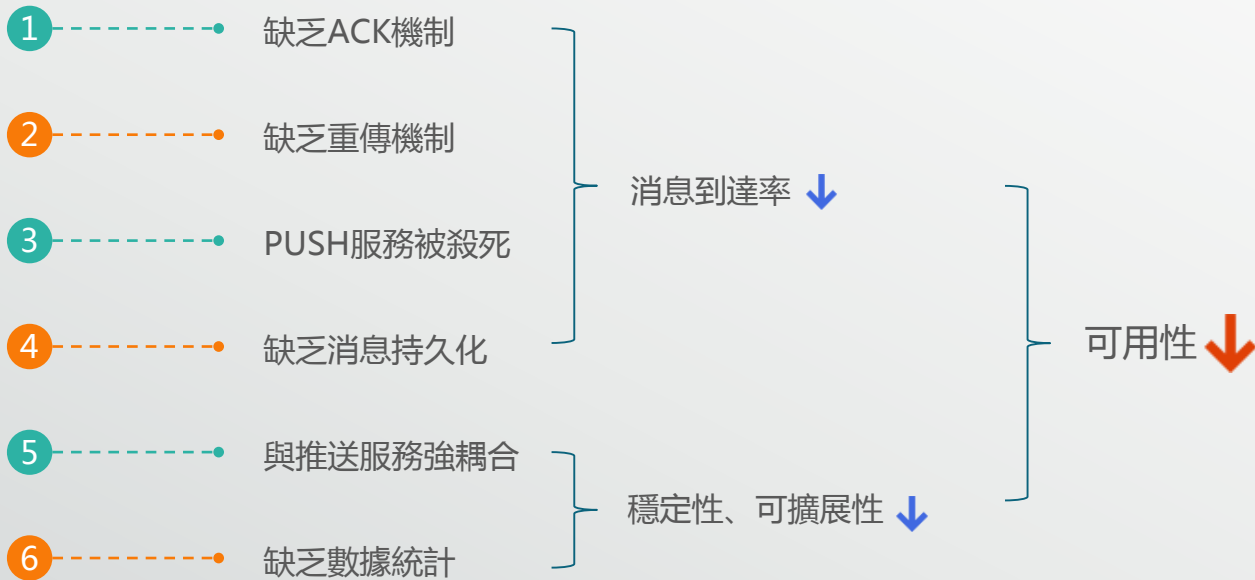 1 缺乏ACK機制
2 缺乏重傳機制
3 PUSH服務被殺死
4 缺乏消息持久化
5 與推送服務強耦合
6 缺乏數據統計
消息到達率
穩定性、可擴展性
可用性